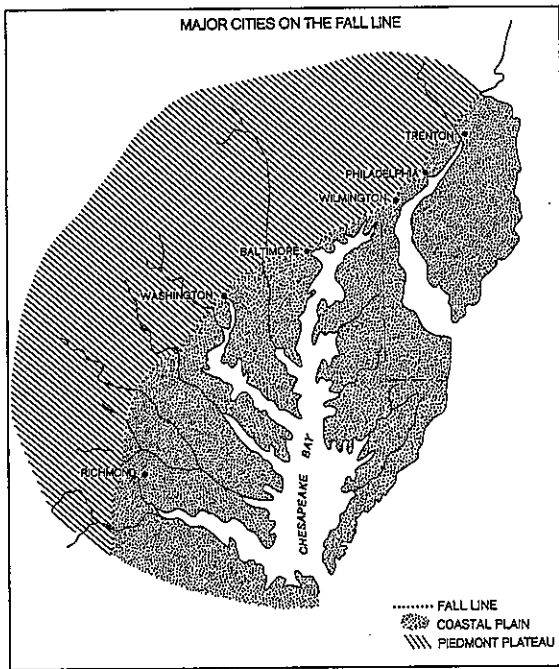 MAJOR CITIES ON THE FALL LINE
TRENTON
PHILADELPHIA
WILMINGTON
BALTIMORE
WASHINGTON
RICHMOND
CHESAPEAKE BAY
FALL LINE
COASTAL PLAIN
PIEDMONT PLATEAU